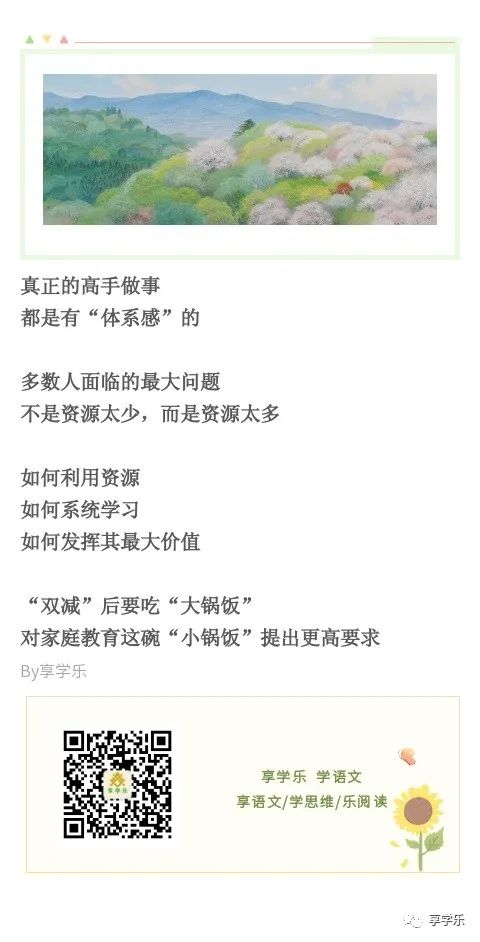 真正的高手做事
都是有“体系感”的
多数人面临的最大问题
不是资源太少，而是资源太多
如何利用资源
如何系统学习
如何发挥其最大价值
“双减”后要吃“大锅饭”
对家庭教育这碗“小锅饭”提出更高要求
By享学乐
享学乐
享学乐 学语文
享语文/学思维/乐阅读
享学乐